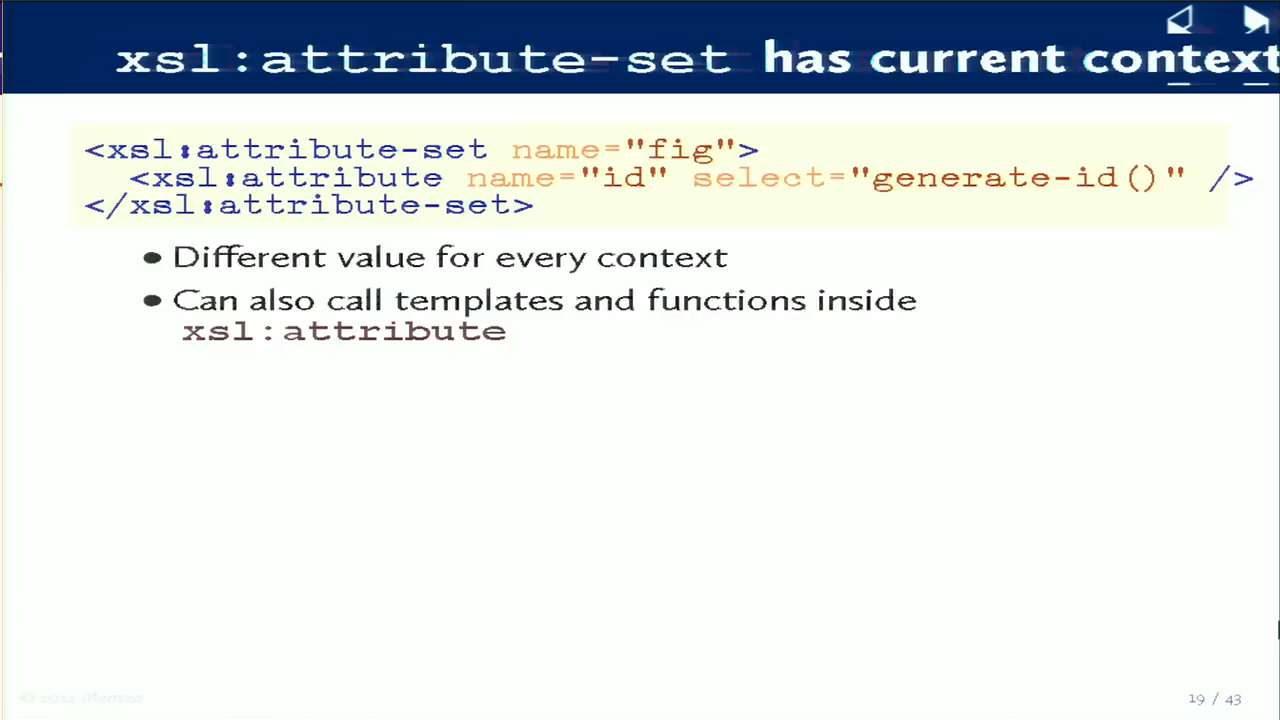 xsl:attribute-set has current context
<xsl:attribute-set name="fig">
<xsl:attribute name="id" select="generate-id()" />
</xsl:attribute-set>
• Different value for every context
• Can also call templates and functions inside
xsl:attribute
19 / 43